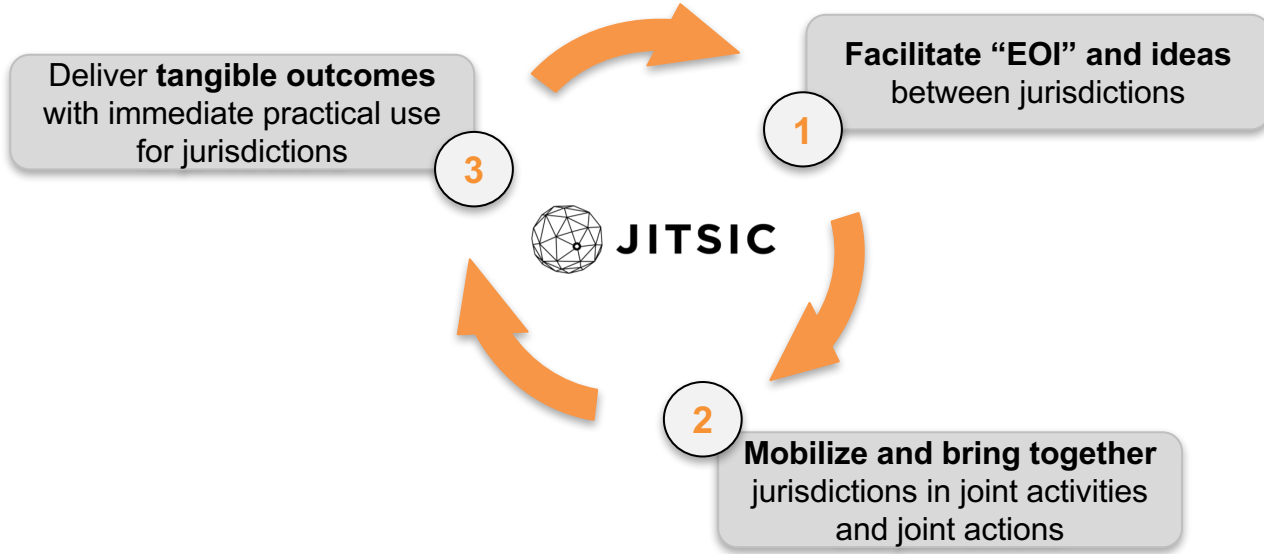 1
Facilitate “EOI” and ideas
between jurisdictions
2
Mobilize and bring together
jurisdictions in joint activities
and joint actions
3
Deliver tangible outcomes
with immediate practical use
for jurisdictions
JITSIC